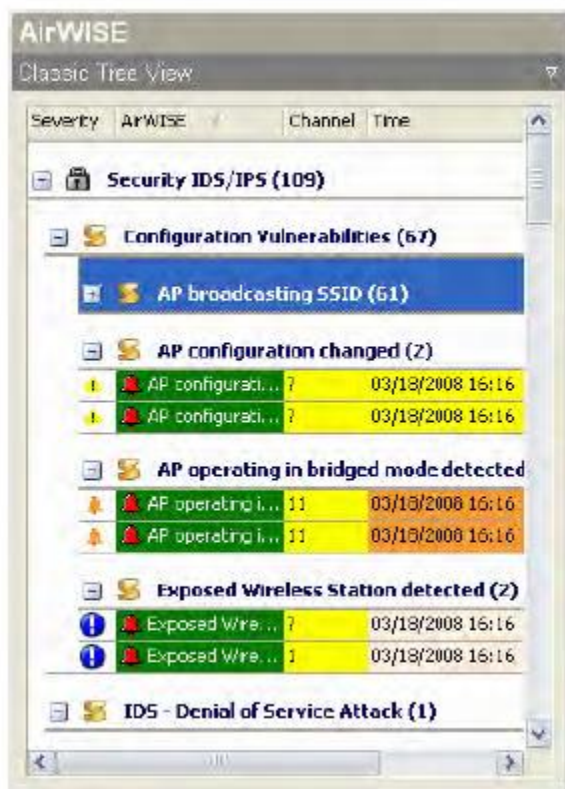 AirWISE
Classic Tree View
Severity AirWISE Channel Time
Security IDS/IPS (109)
Configuration Vulnerabilities (67)
AP broadcasting SSID (61)
AP configuration changed (2)
AP configurati... 7 03/18/2008 16:16
AP configurati... 7 03/18/2008 16:16
AP operating in bridged mode detected
AP operating i... 11 03/18/2008 16:16
AP operating i... 11 03/18/2008 16:16
Exposed Wireless Station detected (2)
Exposed Wire... 7 03/18/2008 16:16
Exposed Wire... 1 03/18/2008 16:16
IDS - Denial of Service Attack (1)